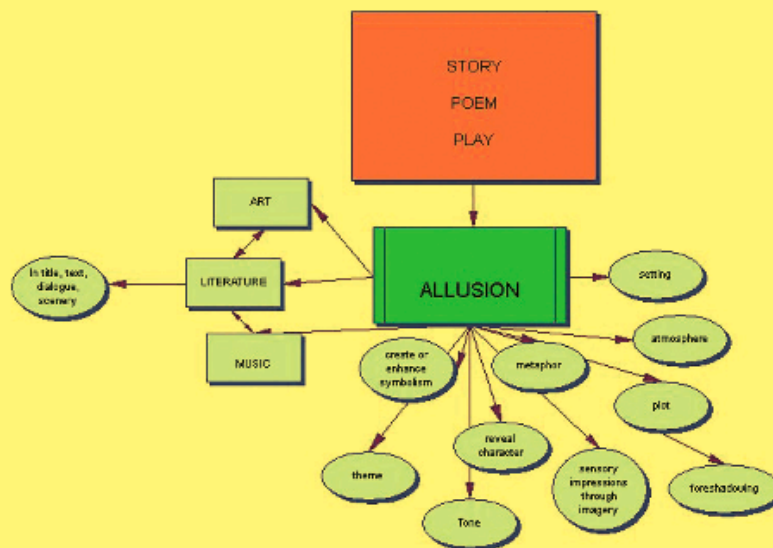 STORY
POEM
PLAY
ART
ALLUSION
setting
In title, text,
dialogue,
scenery
LITERATURE
atmosphere
MUSIC
create or
enhance
symbolism
metaphor
plot
reveal
character
theme
sensory
impressions
through
imagery
foreshadowing
Tone